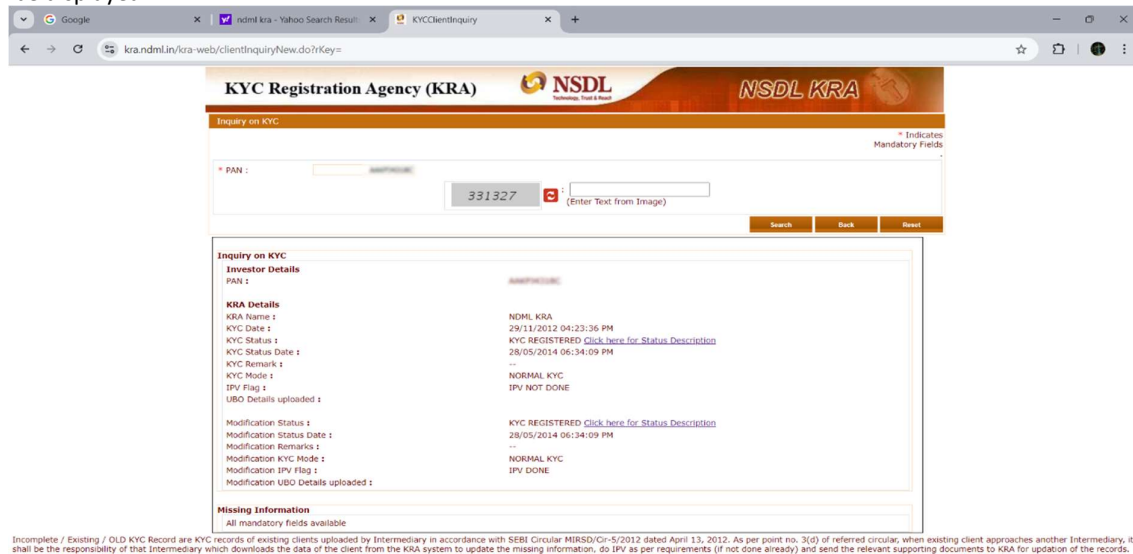 Google
ndml kra - Yahoo Search Result
KYCClientInquiry
kra.ndml.in/kra-web/clientInquiryNew.do?rKey=
KYC Registration Agency (KRA)
NSDL
Technology, Trust & Reach
NSDL KRA
Inquiry on KYC
* Indicates
Mandatory Fields
* PAN :
331327
:
(Enter Text from Image)
Search Back Reset
Inquiry on KYC
Investor Details
PAN :
KRA Details
KRA Name : NDML KRA
KYC Date : 29/11/2012 04:23:36 PM
KYC Status : KYC REGISTERED Click here for Status Description
KYC Status Date : 28/05/2014 06:34:09 PM
KYC Remark : --
KYC Mode : NORMAL KYC
IPV Flag : IPV NOT DONE
UBO Details uploaded :
Modification Status : KYC REGISTERED Click here for Status Description
Modification Status Date : 28/05/2014 06:34:09 PM
Modification Remarks : --
Modification KYC Mode : NORMAL KYC
Modification IPV Flag : IPV DONE
Modification UBO Details uploaded :
Missing Information
All mandatory fields available
Incomplete / Existing / OLD KYC Record are KYC records of existing clients uploaded by Intermediary in accordance with SEBI Circular MIRSD/Cir-5/2012 dated April 13, 2012. As per point no. 3(d) of referred circular, when existing client approaches another Intermediary, it
shall be the responsibility of that Intermediary which downloads the data of the client from the KRA system to update the missing information, do IPV as per requirements (if not done already) and send the relevant supporting documents to KRA for updation of the records.